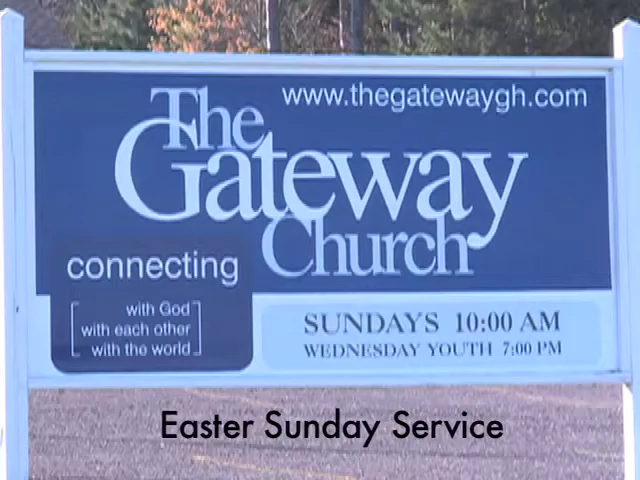 www.thegatewaygh.com
The
Gateway
Church
connecting
with God
with each other
with the world
SUNDAYS 10:00 AM
WEDNESDAY YOUTH 7:00 PM
Easter Sunday Service